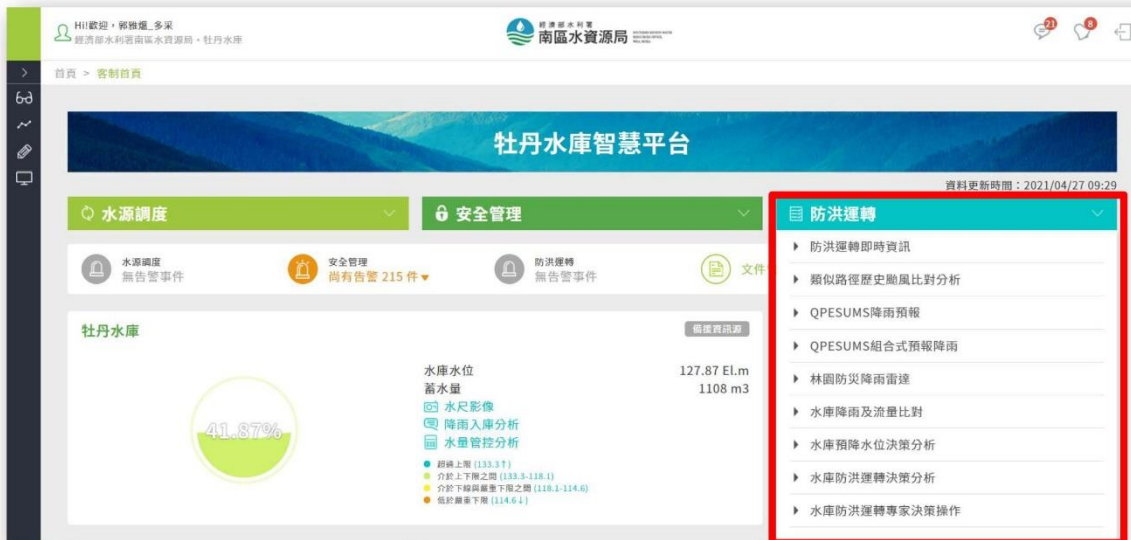 Hi!歡迎，郭雅煖_多采
經濟部水利署南區水資源局・牡丹水庫
經濟部水利署
南區水資源局
21
8
首頁 > 客制首頁
牡丹水庫智慧平台
資料更新時間：2021/04/27 09:29
水源調度
安全管理
防洪運轉
水源調度
無告警事件
安全管理
尚有告警 215 件
防洪運轉
無告警事件
文件
防洪運轉即時資訊
類似路徑歷史颱風比對分析
QPESUMS降雨預報
QPESUMS組合式預報降雨
林園防災降雨雷達
水庫降雨及流量比對
水庫預降水位決策分析
水庫防洪運轉決策分析
水庫防洪運轉專家決策操作
牡丹水庫
備援資訊源
41.87%
水庫水位 127.87 El.m
蓄水量 1108 m3
水尺影像
降雨入庫分析
水量管控分析
超過上限 (133.3↑)
介於上下限之間 (133.3-118.1)
介於下線與嚴重下限之間 (118.1-114.6)
低於嚴重下限 (114.6↓)